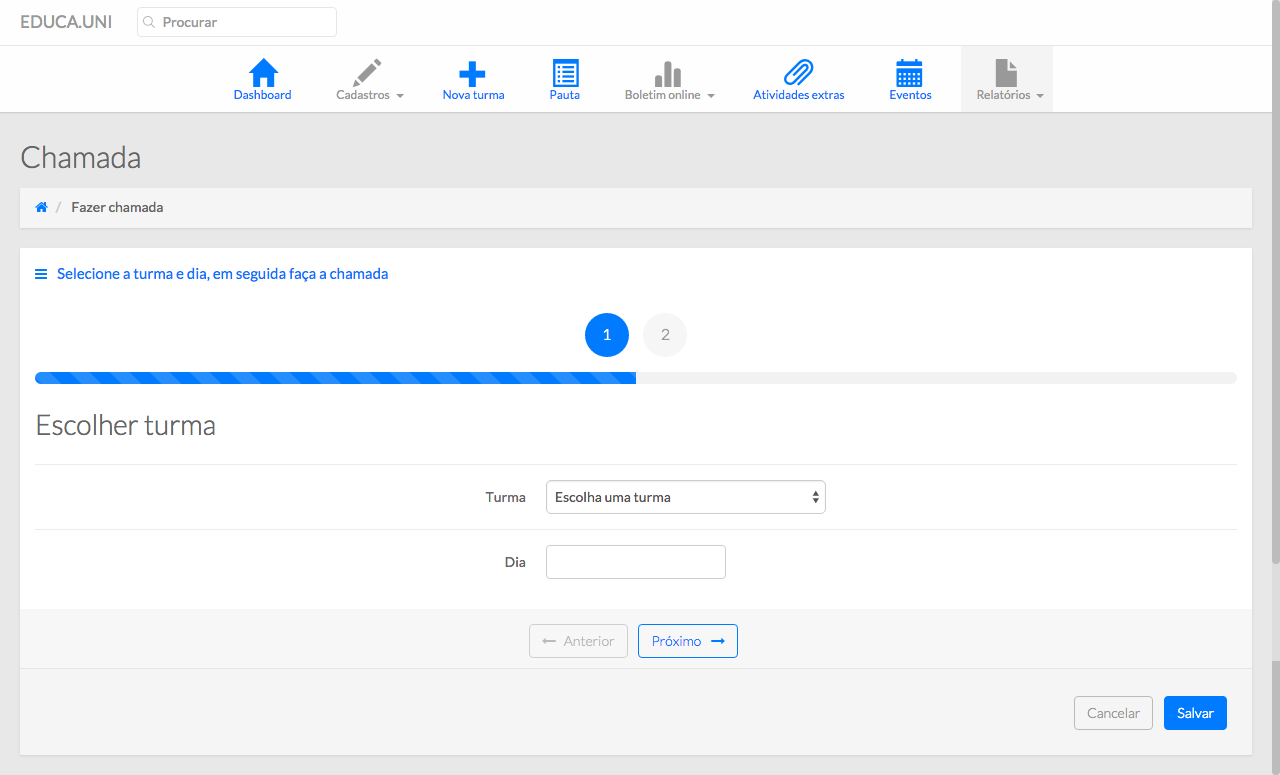 EDUCA.UNI
Procurar
Dashboard
Cadastros
Nova turma
Pauta
Boletim online
Atividades extras
Eventos
Relatórios
Chamada
/ Fazer chamada
Selecione a turma e dia, em seguida faça a chamada
1 2
Escolher turma
Turma Escolha uma turma
Dia
Anterior Próximo
Cancelar Salvar